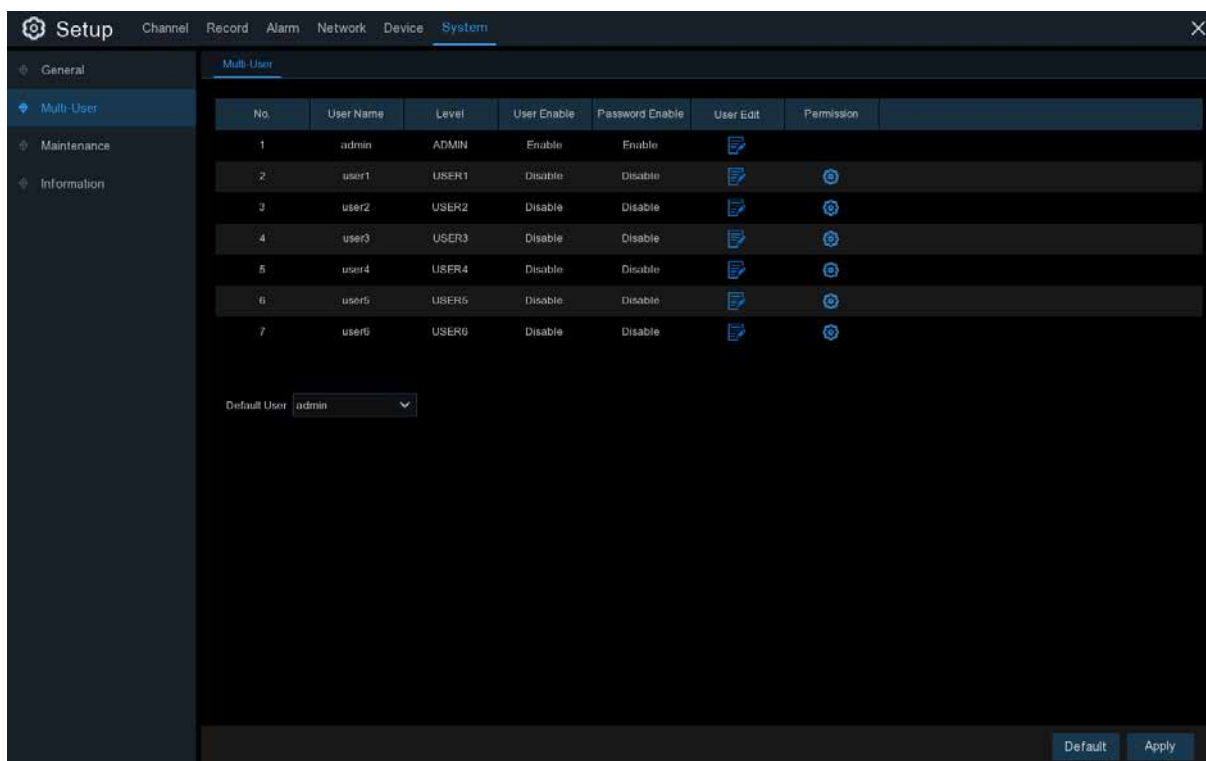 Setup Channel Record Alarm Network Device System
General
Multi-User
Maintenance
Information
Multi-User
No. User Name Level User Enable Password Enable User Edit Permission
1 admin ADMIN Enable Enable
2 user1 USER1 Disable Disable
3 user2 USER2 Disable Disable
4 user3 USER3 Disable Disable
5 user4 USER4 Disable Disable
6 user5 USER5 Disable Disable
7 user6 USER6 Disable Disable
Default User admin
Default Apply